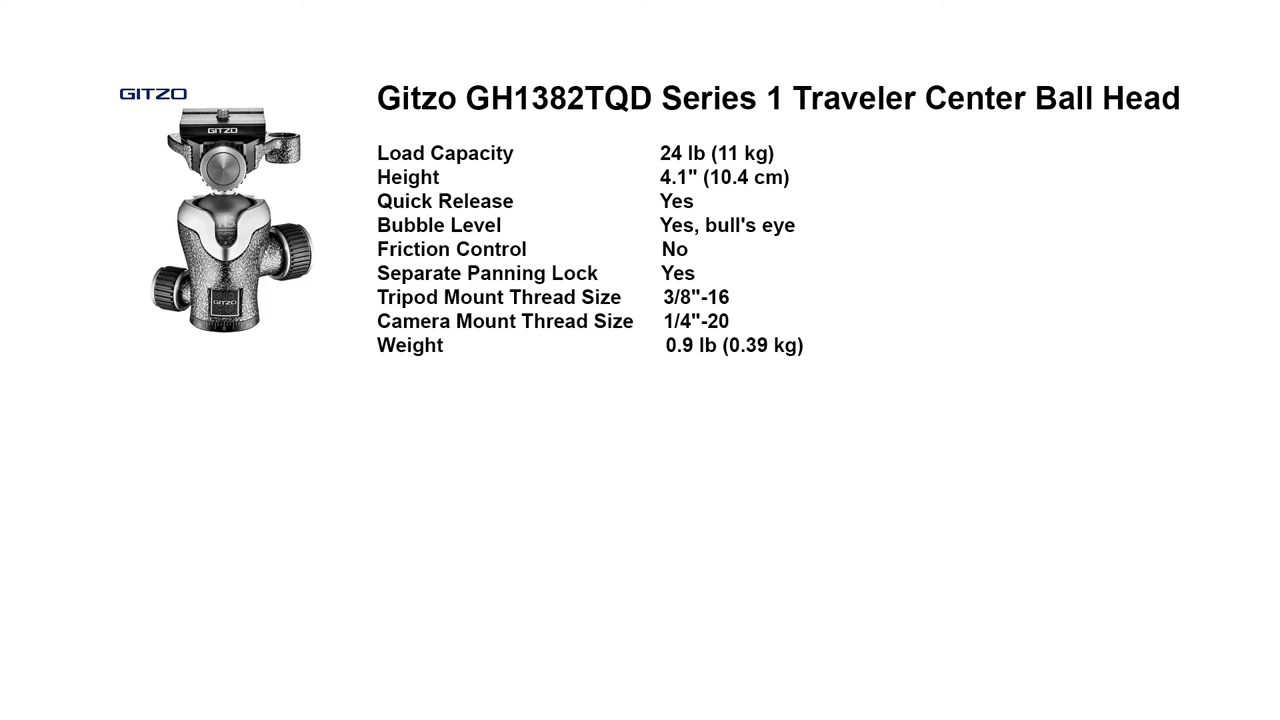 GITZO
Gitzo GH1382TQD Series 1 Traveler Center Ball Head
GITZO
Load Capacity 24 lb (11 kg)
Height 4.1" (10.4 cm)
Quick Release Yes
Bubble Level Yes, bull's eye
Friction Control No
Separate Panning Lock Yes
Tripod Mount Thread Size 3/8"-16
GITZO
Camera Mount Thread Size 1/4"-20
Weight 0.9 lb (0.39 kg)